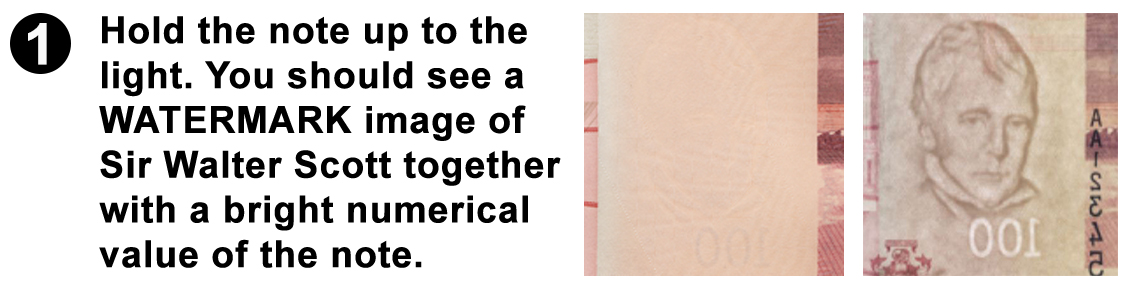 1
Hold the note up to the
light. You should see a
WATERMARK image of
Sir Walter Scott together
with a bright numerical
value of the note.
100
100
AA12345